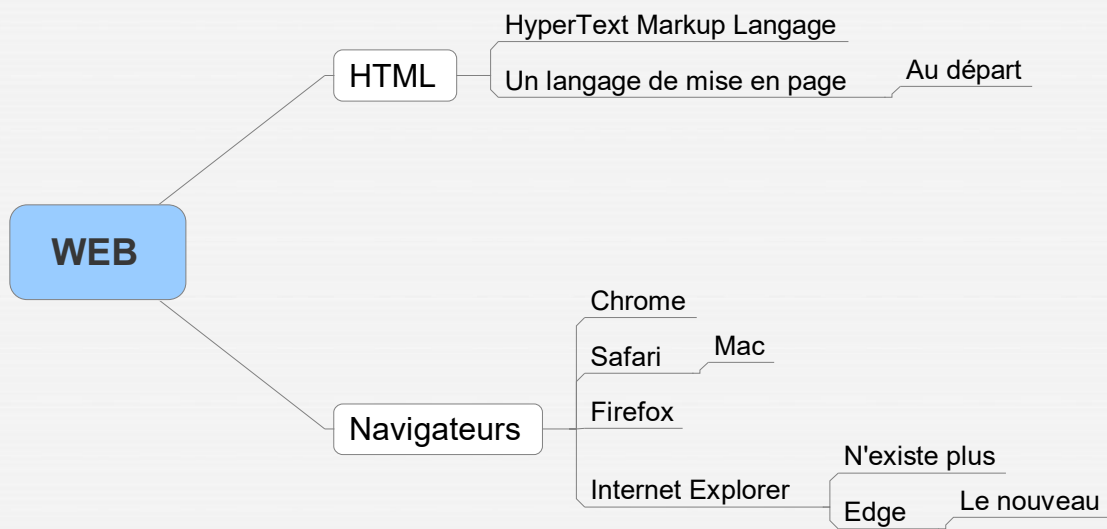 WEB
HTML
HyperText Markup Langage
Un langage de mise en page
Au départ
Navigateurs
Chrome
Safari
Mac
Firefox
Internet Explorer
N'existe plus
Edge
Le nouveau